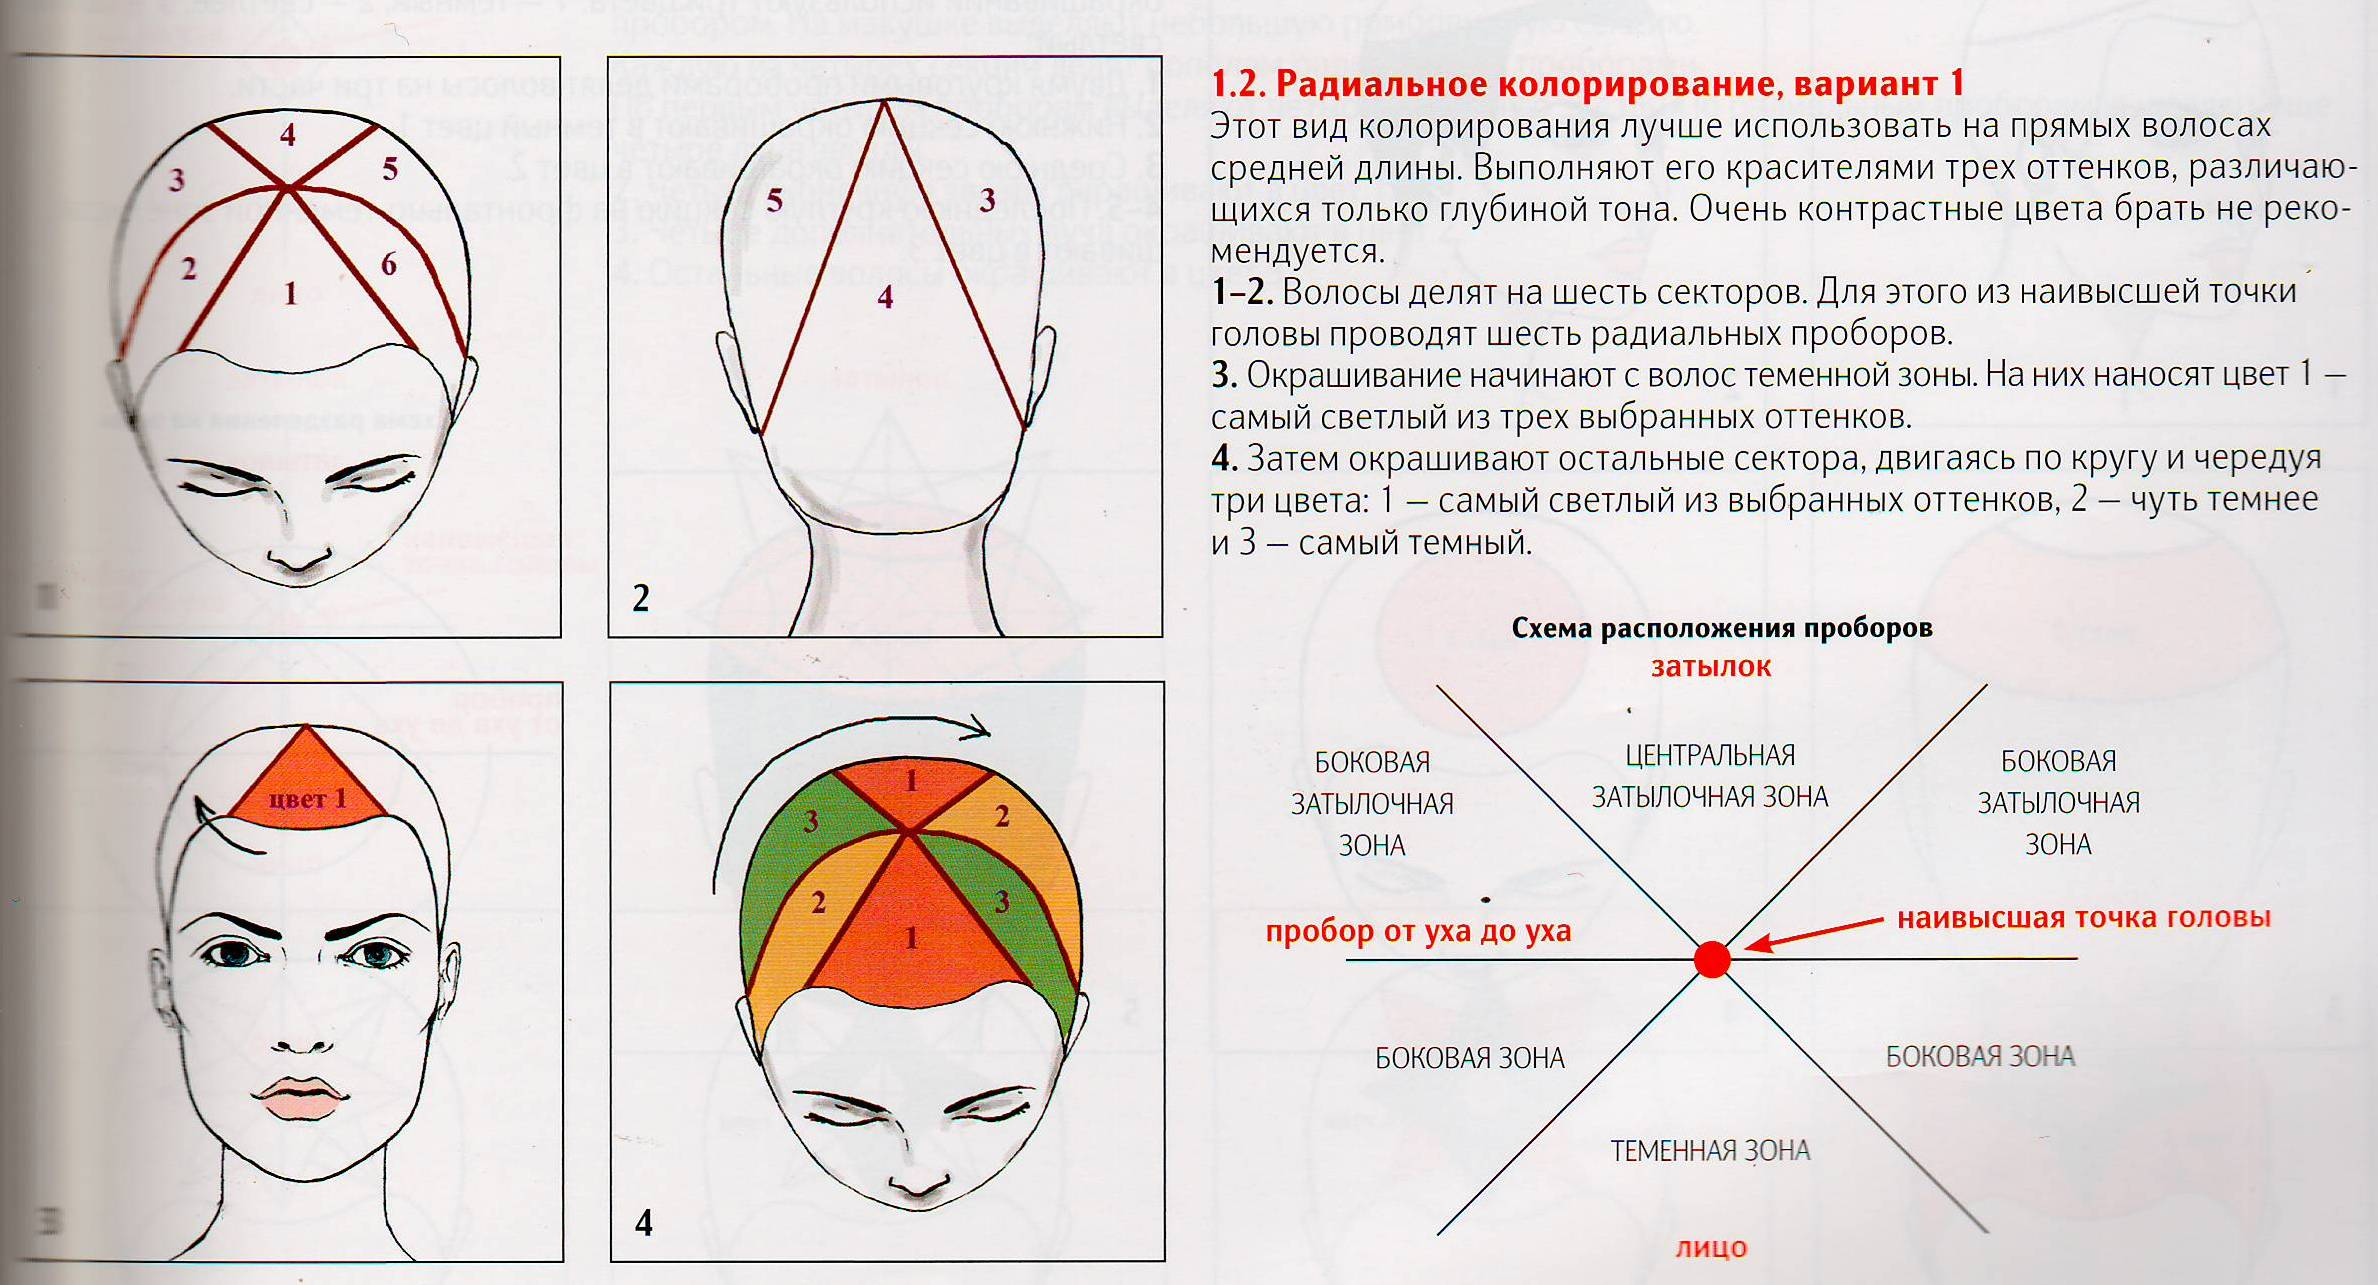 4
3
5
2
6
1
5
3
4
2
цвет 1
1
3
2
2
3
1
4
1.2. Радиальное колорирование, вариант 1
Этот вид колорирования лучше использовать на прямых волосах
средней длины. Выполняют его красителями трех оттенков, различаю-
щихся только глубиной тона. Очень контрастные цвета брать не реко-
мендуется.
1–2. Волосы делят на шесть секторов. Для этого из наивысшей точки
головы проводят шесть радиальных проборов.
3. Окрашивание начинают с волос теменной зоны. На них наносят цвет 1 —
самый светлый из трех выбранных оттенков.
4. Затем окрашивают остальные сектора, двигаясь по кругу и чередуя
три цвета: 1 — самый светлый из выбранных оттенков, 2 — чуть темнее
и 3 — самый темный.
Схема расположения проборов
затылок
БОКОВАЯ
ЗАТЫЛОЧНАЯ
ЗОНА
ЦЕНТРАЛЬНАЯ
ЗАТЫЛОЧНАЯ ЗОНА
БОКОВАЯ
ЗАТЫЛОЧНАЯ
ЗОНА
пробор от уха до уха
наивысшая точка головы
БОКОВАЯ ЗОНА
БОКОВАЯ ЗОНА
ТЕМЕННАЯ ЗОНА
лицо